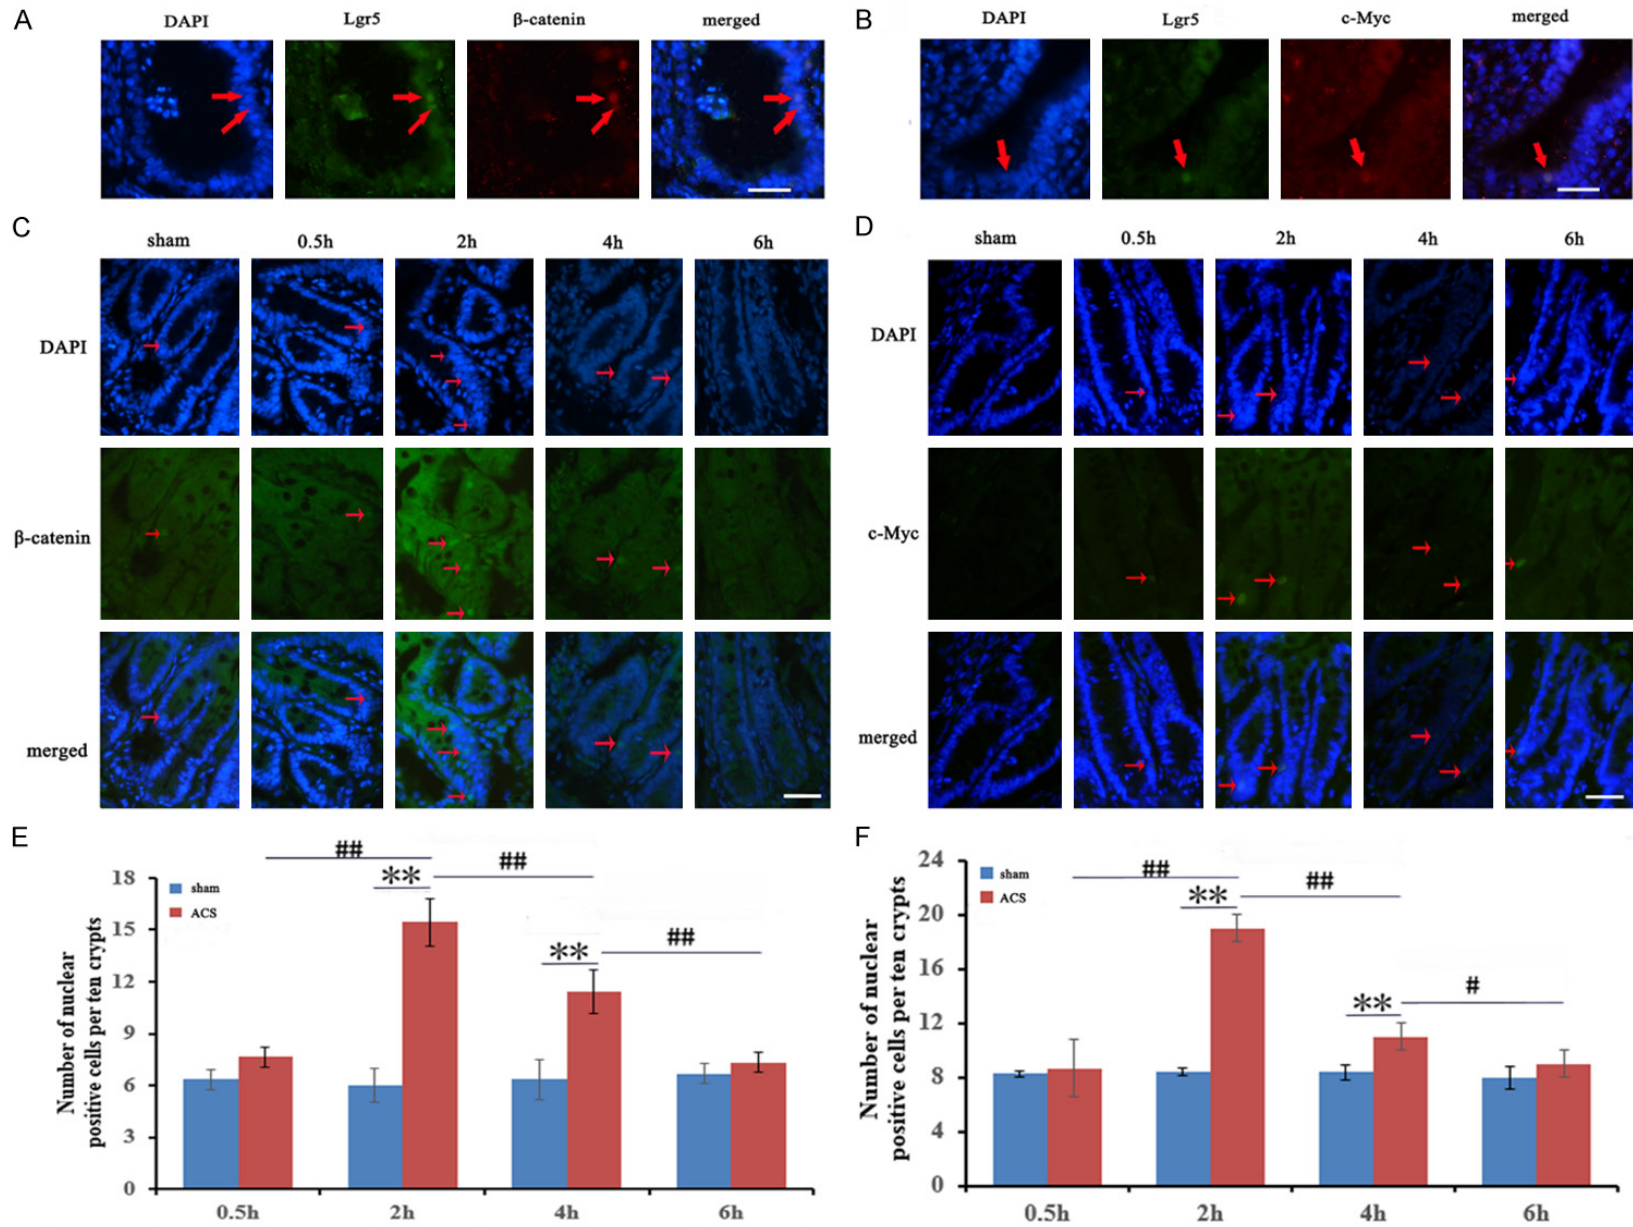 A
DAPI Lgr5 β-catenin merged
B
DAPI Lgr5 c-Myc merged
C
sham 0.5h 2h 4h 6h
DAPI
β-catenin
merged
D
sham 0.5h 2h 4h 6h
DAPI
c-Myc
merged
E
Number of nuclear
positive cells per ten crypts
18
15
12
9
6
3
0
sham
ACS
##
**
##
**
##
0.5h 2h 4h 6h
F
Number of nuclear
positive cells per ten crypts
24
20
16
12
8
4
0
sham
ACS
##
**
##
**
#
0.5h 2h 4h 6h